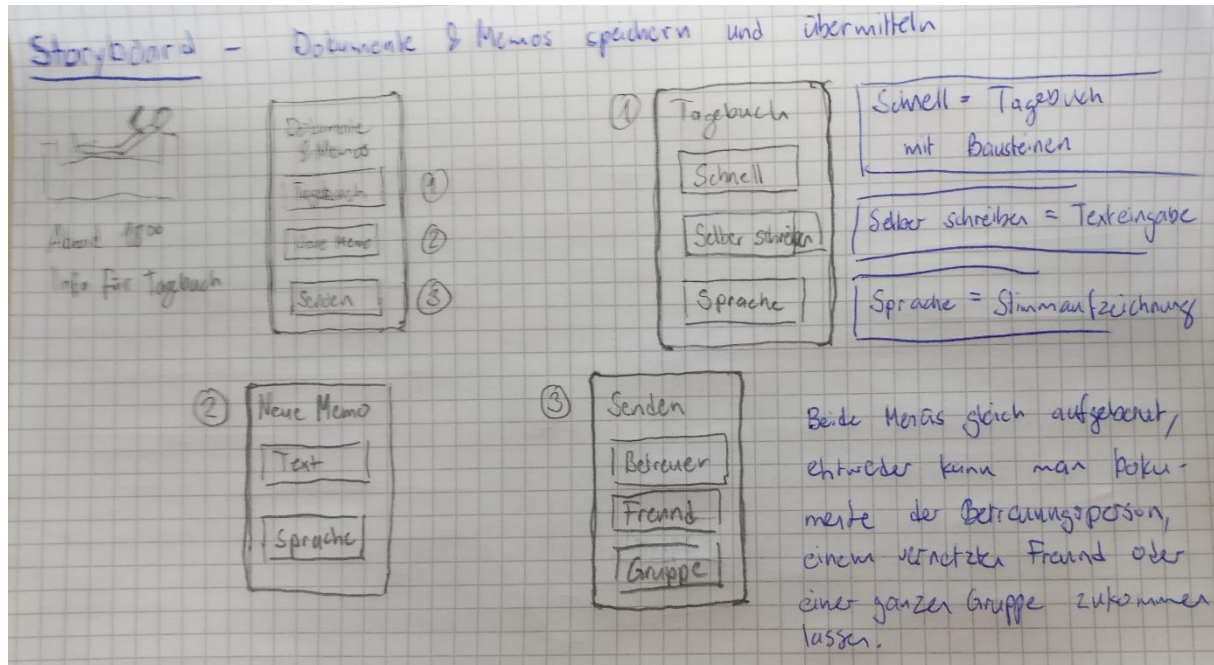 Storyboard - Dokumente & Memos speichern und übermitteln
Abend 18:00
Info für Tagebuch
Dokumente
& Memos
Tagebuch ①
Neue Memo ②
Senden ③
① Tagebuch
Schnell
Selber schreiben
Sprache
Schnell = Tagebuch
mit Bausteinen
Selber schreiben = Texteingabe
Sprache = Stimmaufzeichnung
② Neue Memo
Text
Sprache
③ Senden
Betreuer
Freund
Gruppe
Beide Menüs gleich aufgebaut,
entweder kann man Doku-
mente der Betreuungsperson,
einem vernetzten Freund oder
einer ganzen Gruppe zukommen
lassen.